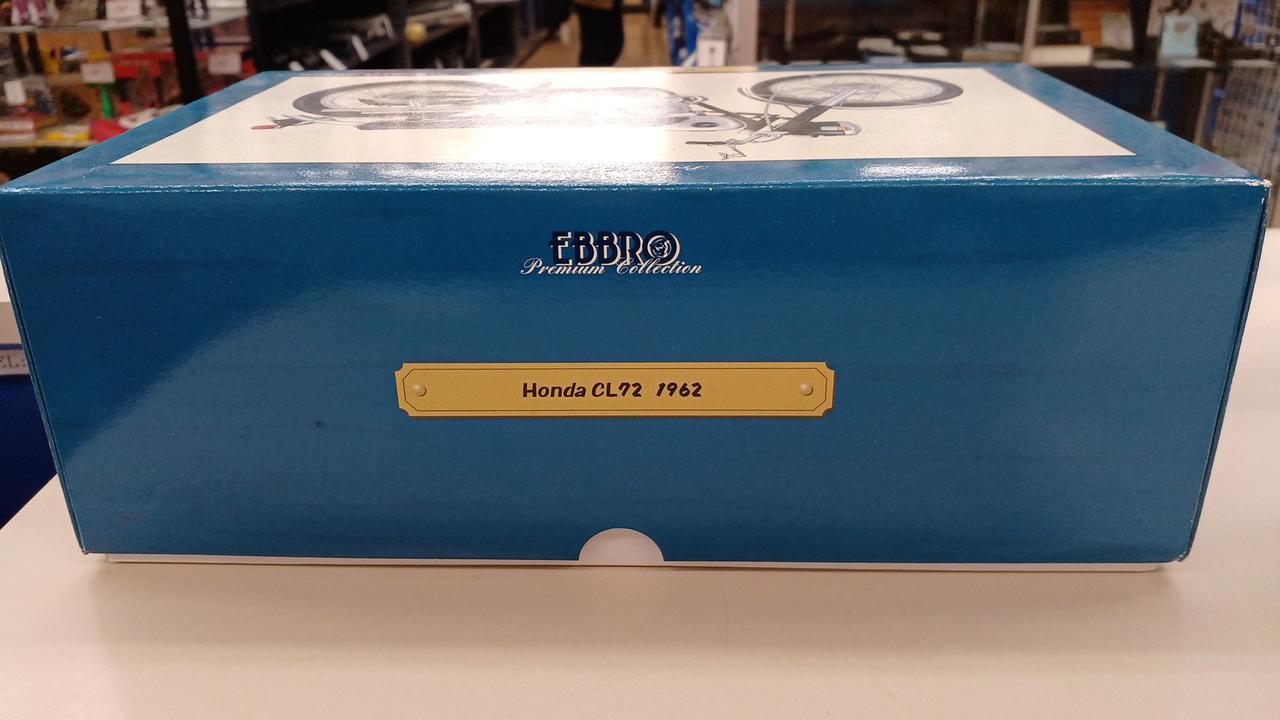 EBBRO
Premium Collection
Honda CL72 1962